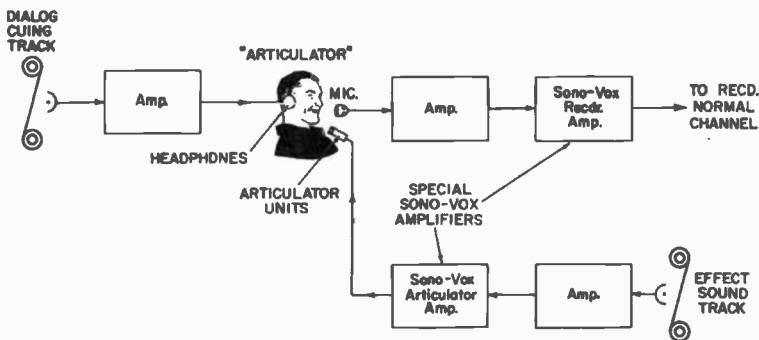 DIALOG
CUING
TRACK
"ARTICULATOR"
Amp.
HEADPHONES
ARTICULATOR
UNITS
MIC.
Amp.
Sono-Vox
Recdr.
Amp.
TO RECD.
NORMAL
CHANNEL
SPECIAL
SONO-VOX
AMPLIFIERS
Sono-Vox
Articulator
Amp.
Amp.
EFFECT
SOUND
TRACK